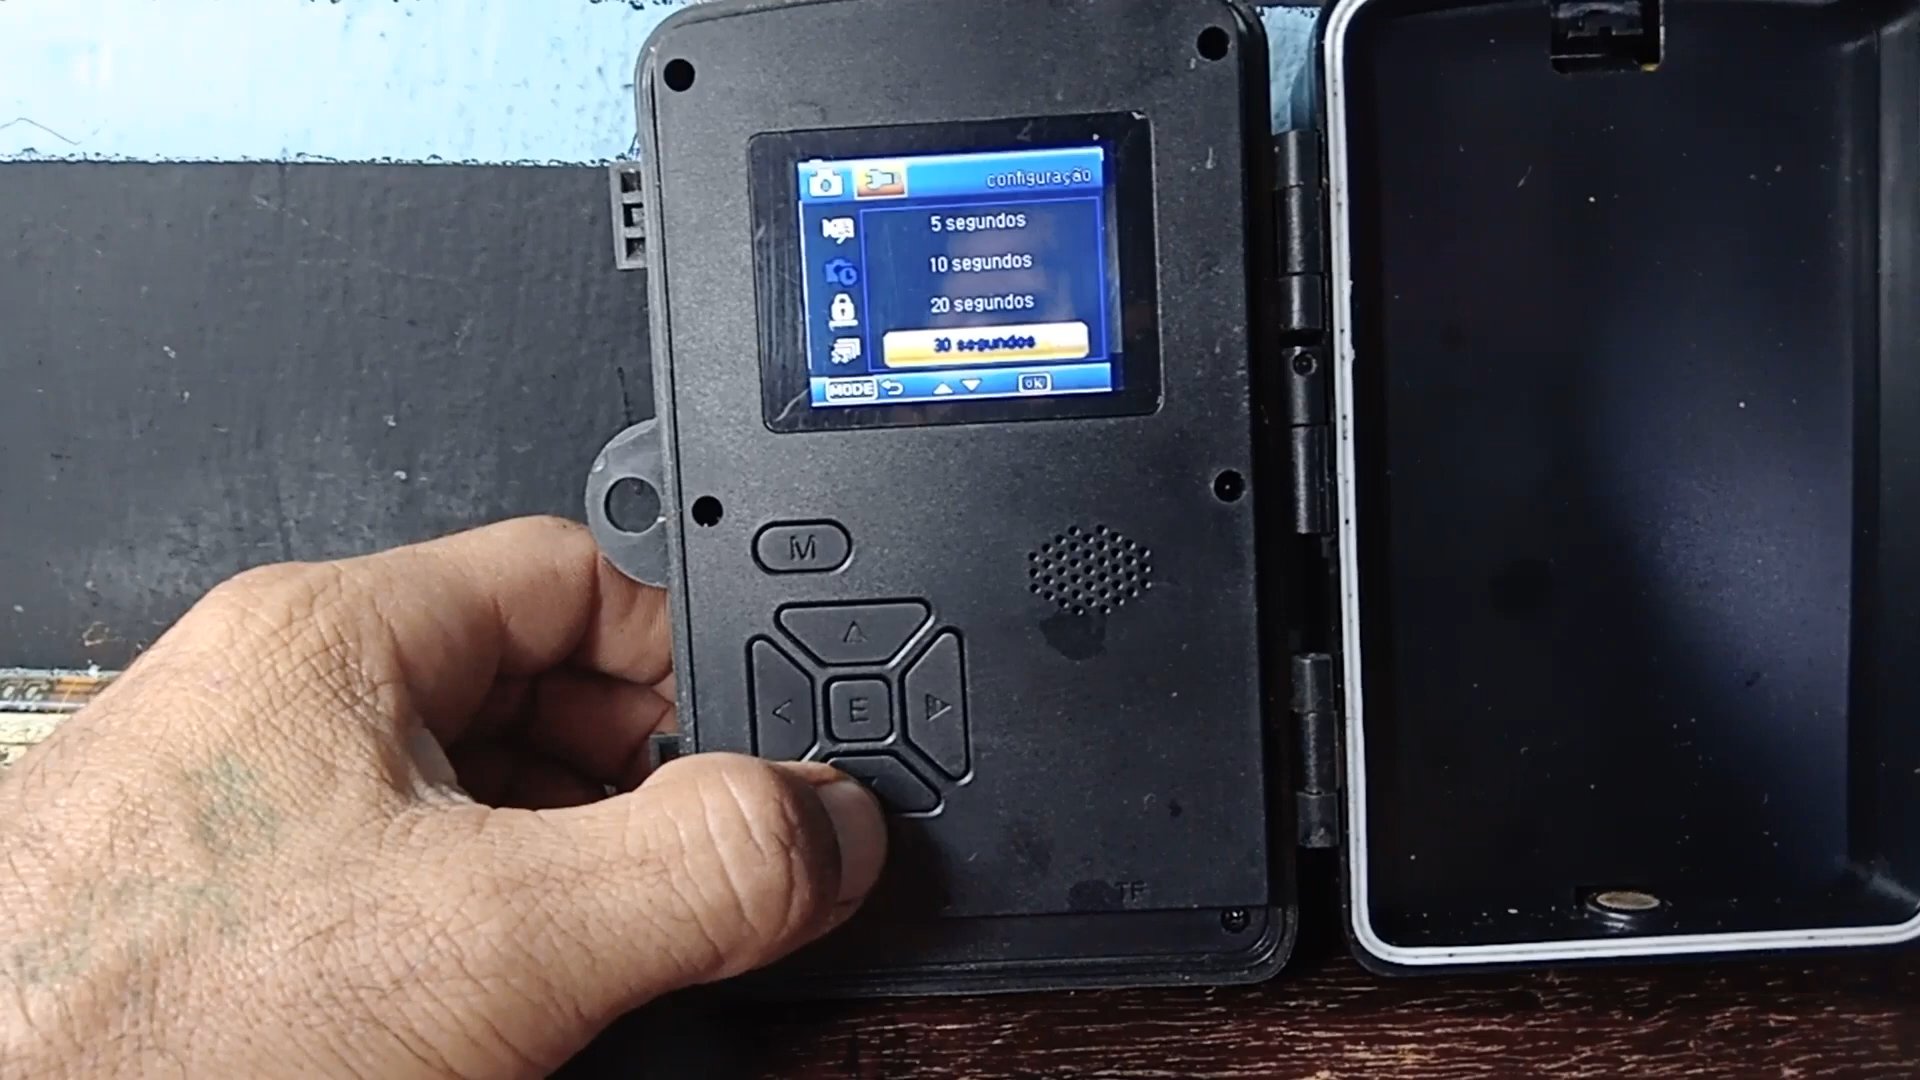 configuração
5 segundos
10 segundos
20 segundos
30 segundos
MODE
OK
M
E
TF